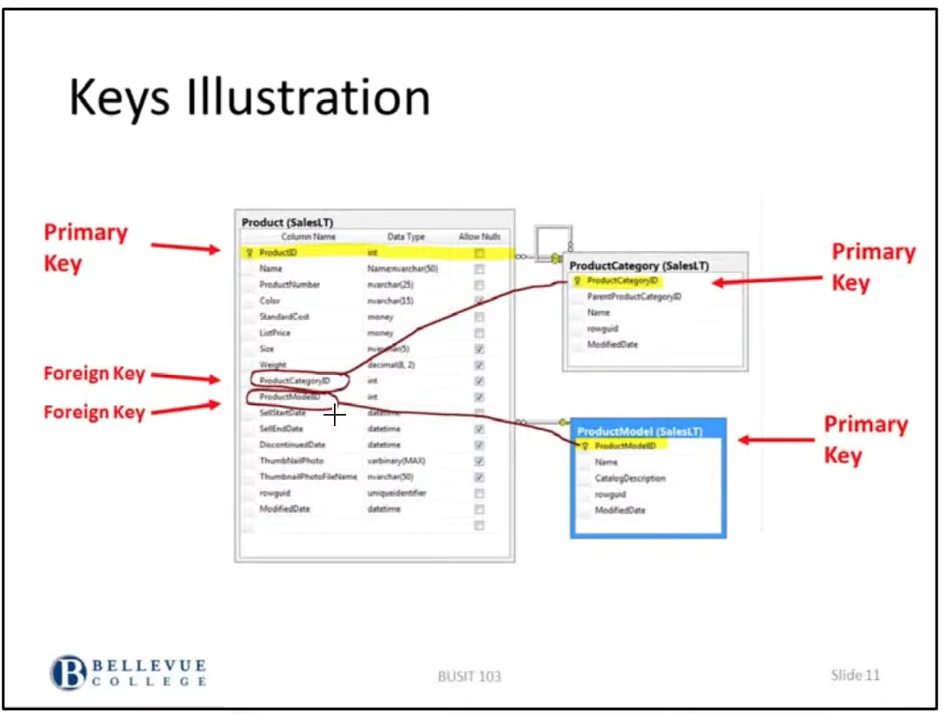 Keys Illustration
Primary
Key
Foreign Key
Foreign Key
Product (SalesLT)
Column Name Data Type Allow Nulls
ProductID int
Name Name:nvarchar(50)
ProductNumber nvarchar(25)
Color nvarchar(15)
StandardCost money
ListPrice money
Size nvarchar(5)
Weight decimal(8, 2)
ProductCategoryID int
ProductModelID int
SellStartDate datetime
SellEndDate datetime
DiscontinuedDate datetime
ThumbNailPhoto varbinary(MAX)
ThumbnailPhotoFileName nvarchar(50)
rowguid uniqueidentifier
ModifiedDate datetime
ProductCategory (SalesLT)
ProductCategoryID
ParentProductCategoryID
Name
rowguid
ModifiedDate
Primary
Key
ProductModel (SalesLT)
ProductModelID
Name
CatalogDescription
rowguid
ModifiedDate
Primary
Key
B BELLEVUE
COLLEGE
BUSIT 103
Slide 11